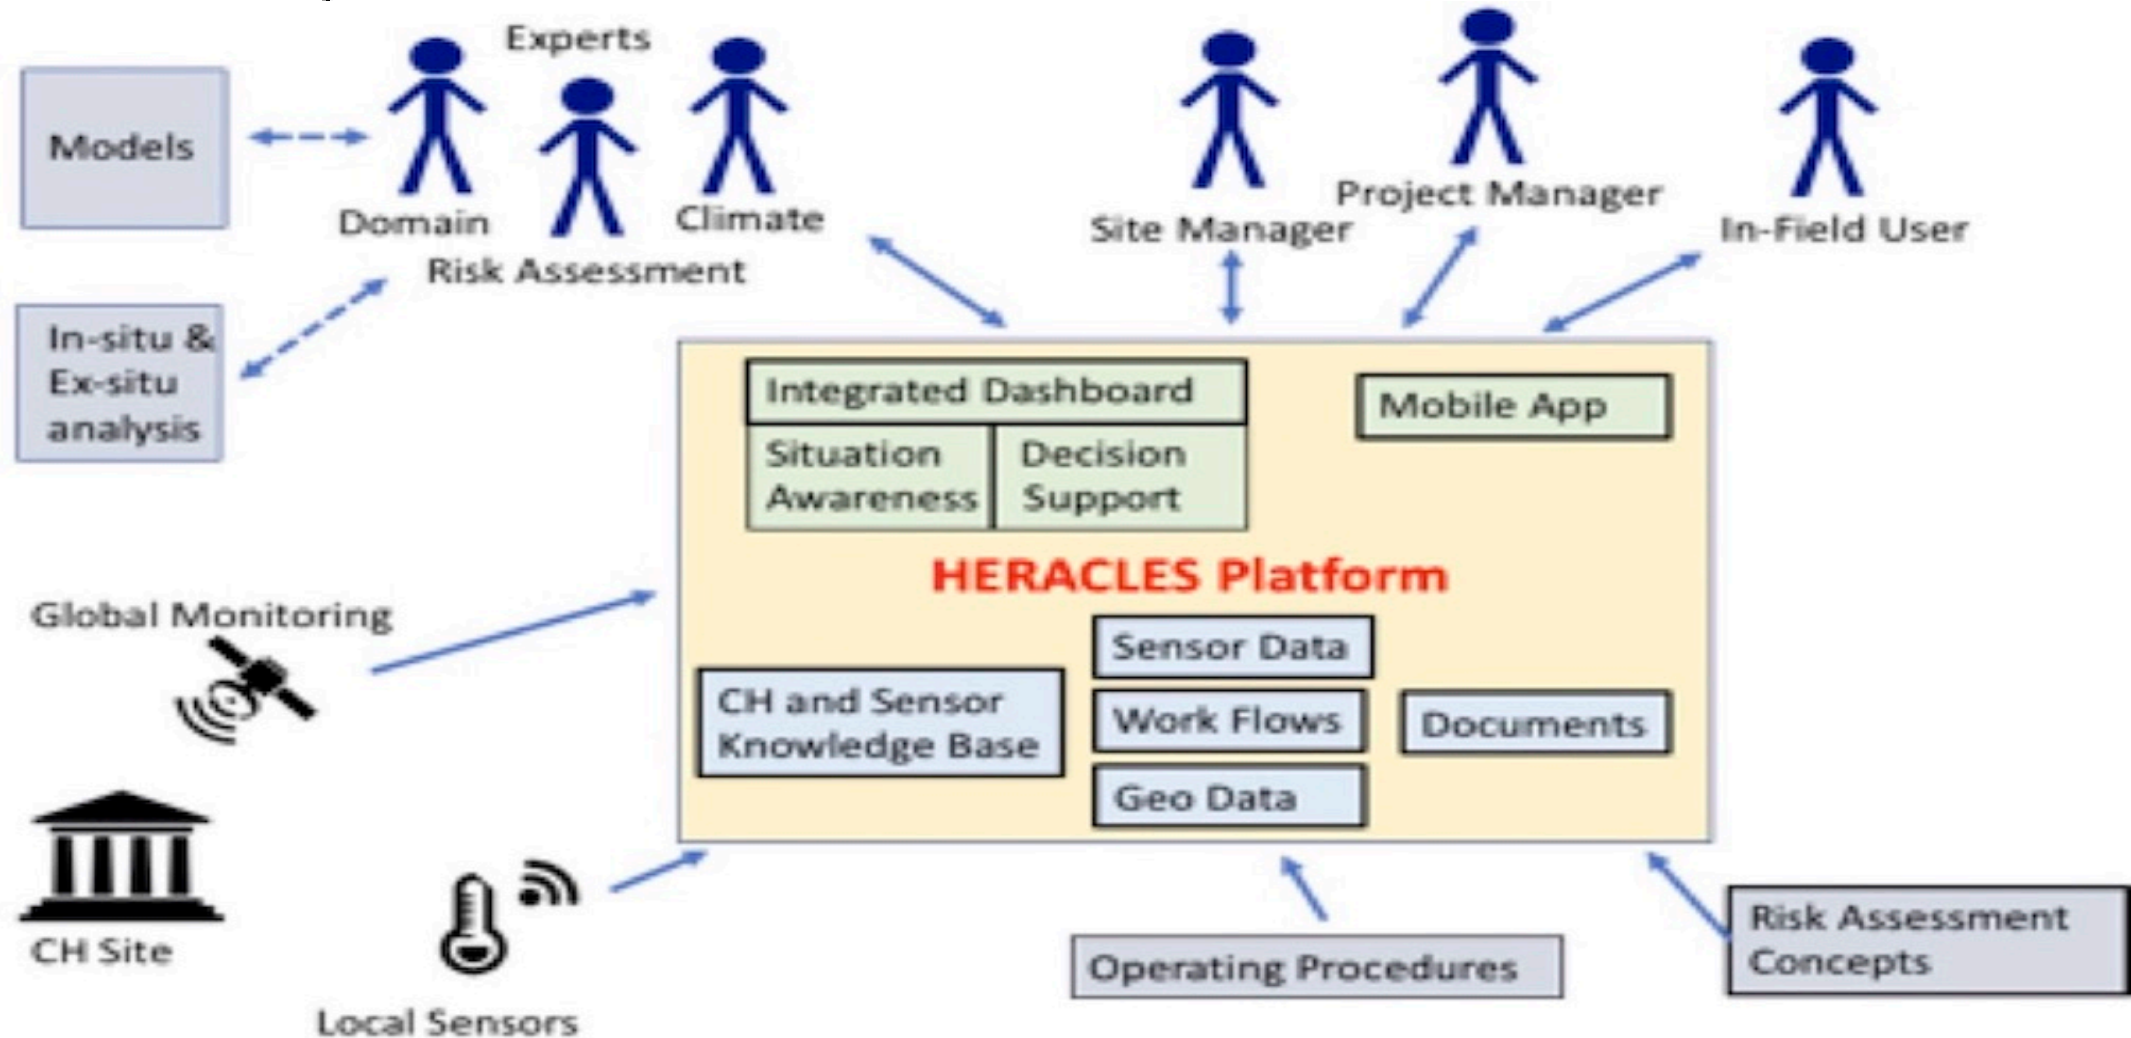 Experts
Models
Domain
Climate
Risk Assessment
Site Manager
Project Manager
In-Field User
In-situ &
Ex-situ
analysis
Integrated Dashboard
Situation
Awareness
Decision
Support
Mobile App
HERACLES Platform
Global Monitoring
Sensor Data
CH and Sensor
Knowledge Base
Work Flows
Documents
Geo Data
CH Site
Local Sensors
Operating Procedures
Risk Assessment
Concepts